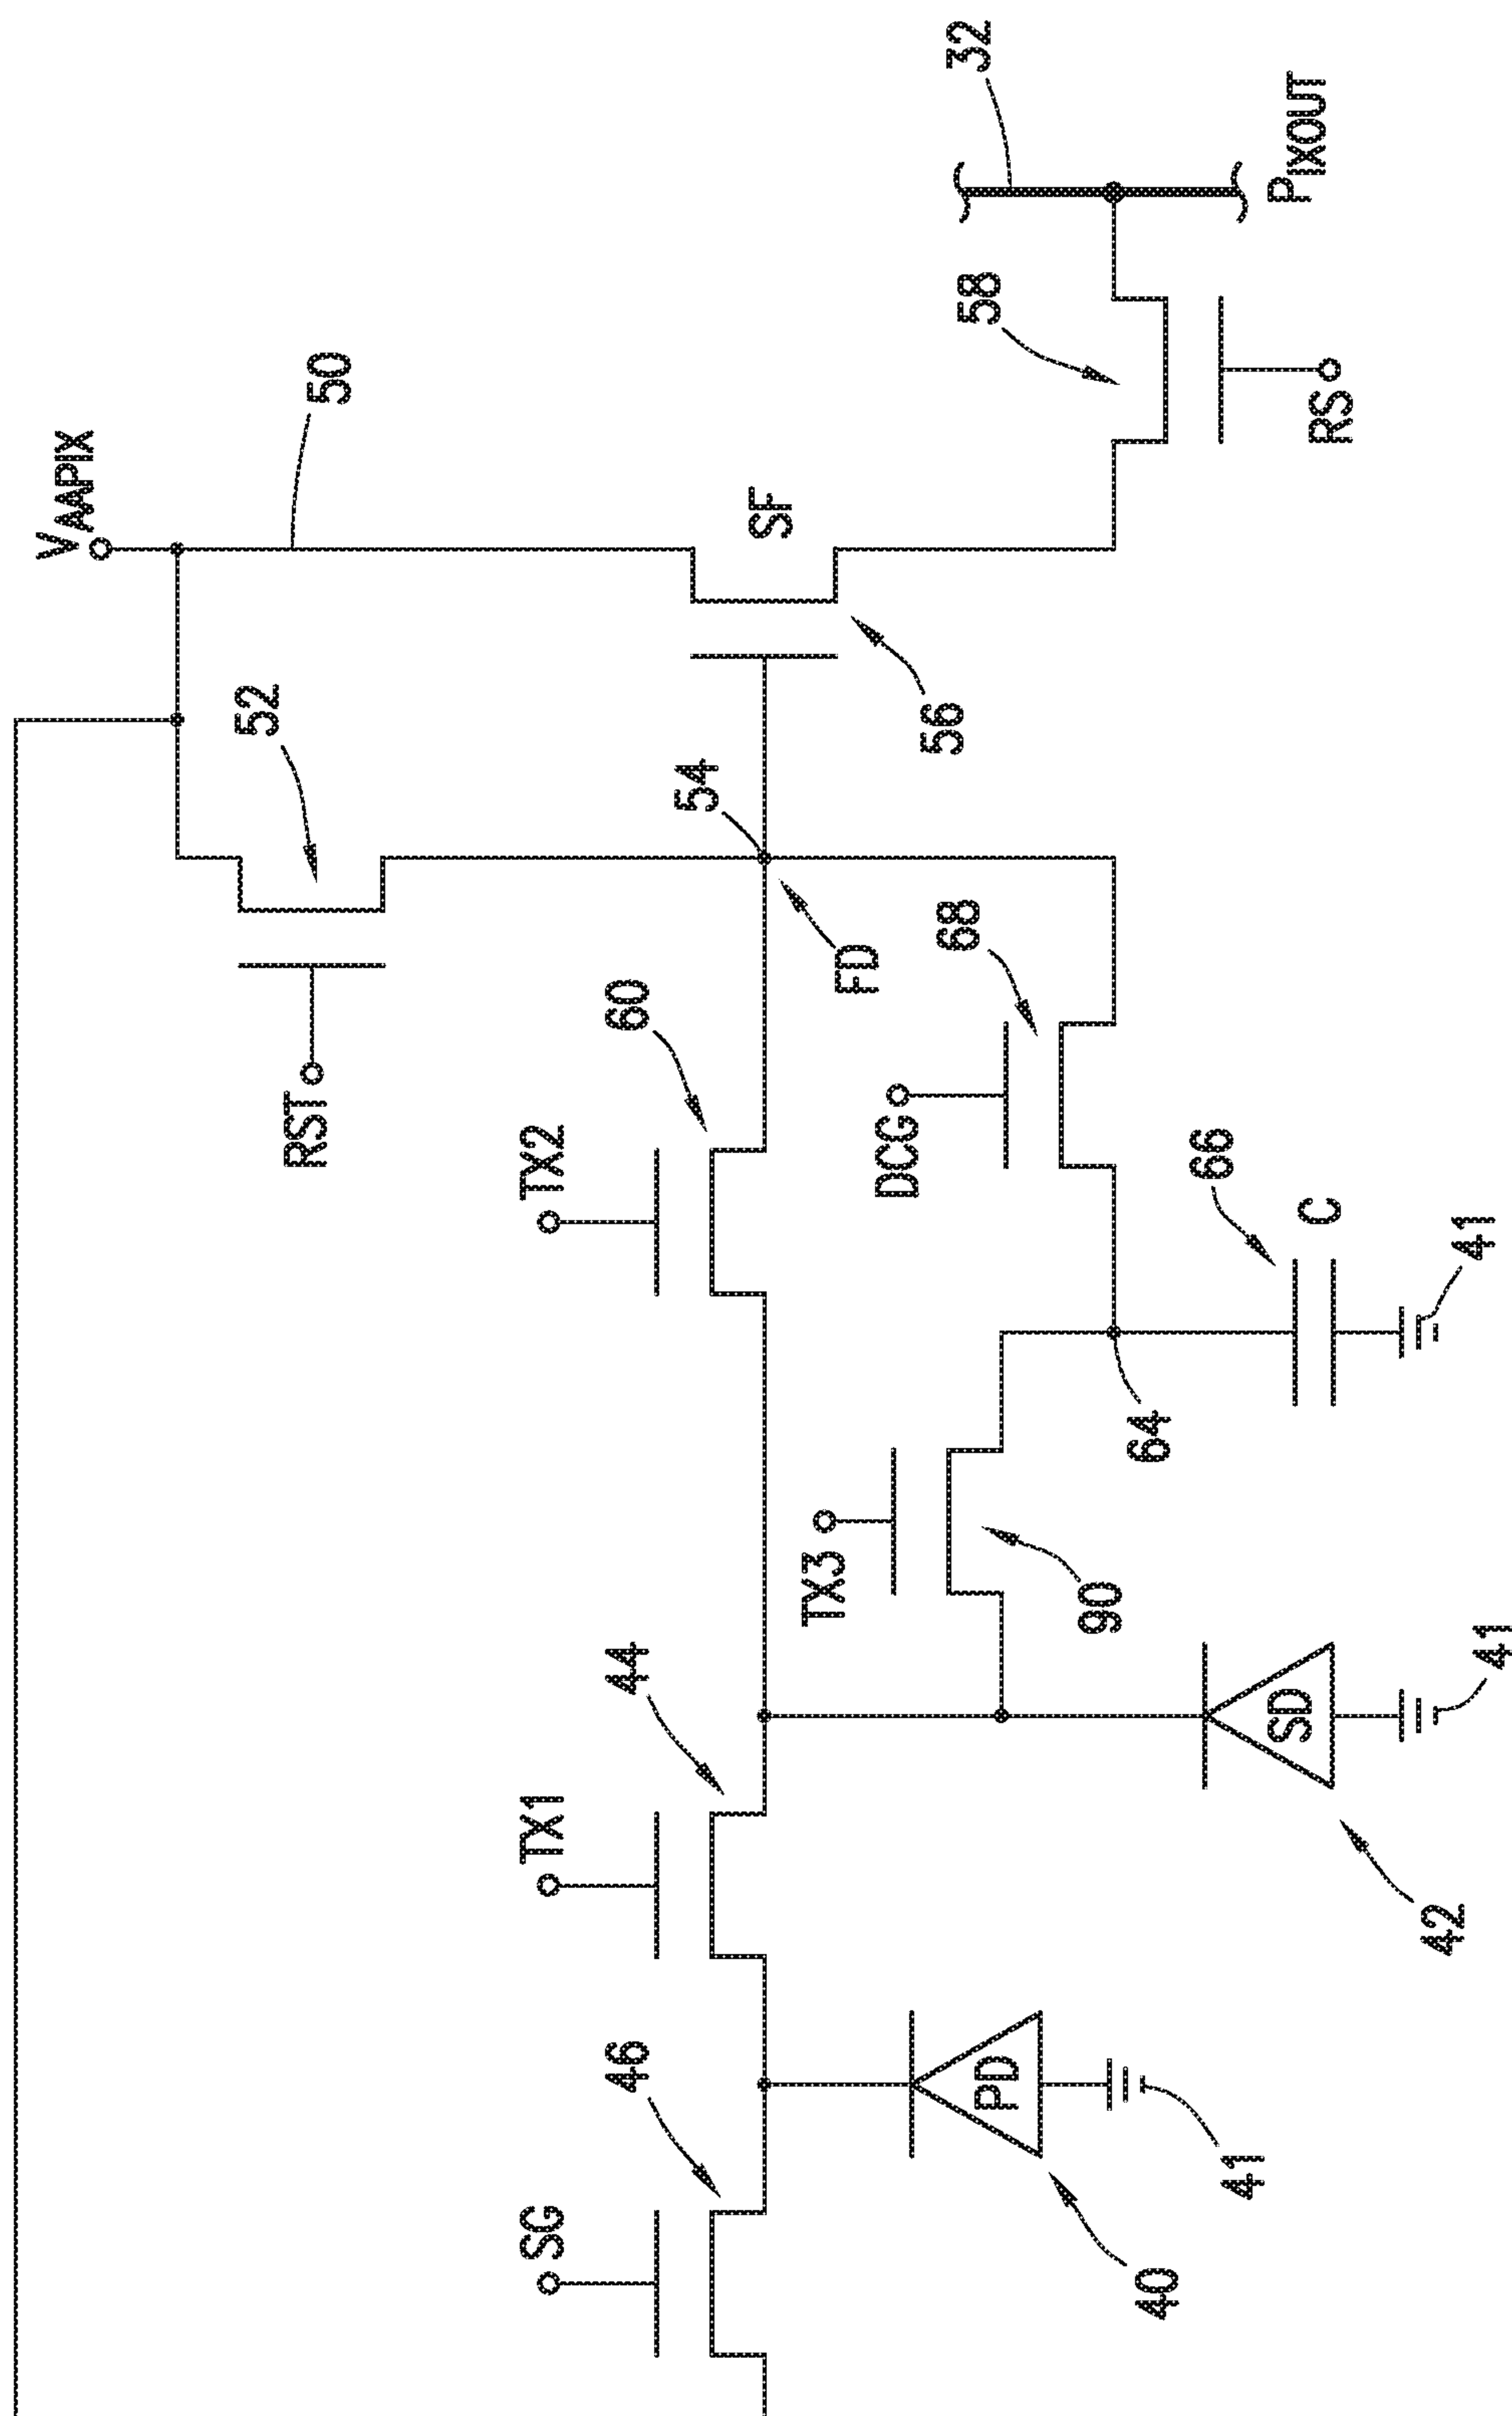 VAAPIX
50
52
RST
54
FD
SF
56
32
58
PIXOUT
RS
60
TX2
68
DCG
66
C
41
64
TX3
90
44
TX1
SD
41
42
46
SG
PD
41
40